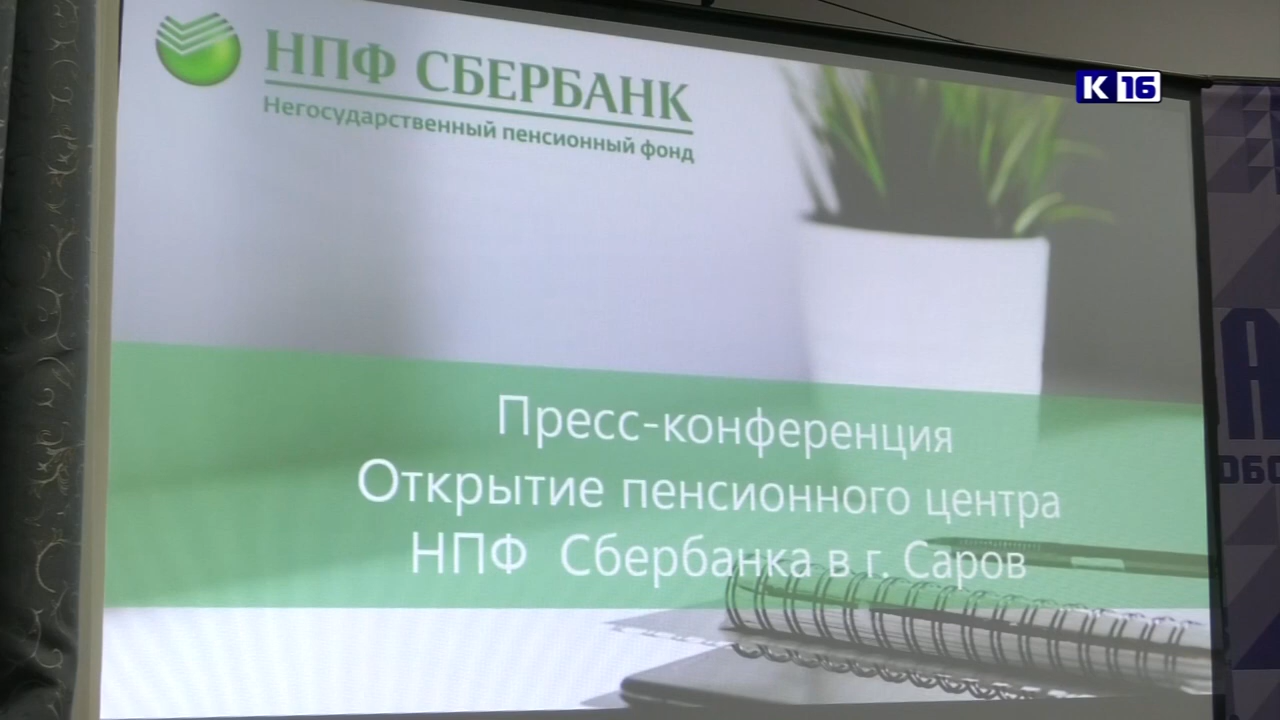 НПФ СБЕРБАНК
Негосударственный пенсионный фонд
К 16
Пресс-конференция
Открытие пенсионного центра
НПФ Сбербанка в г. Саров